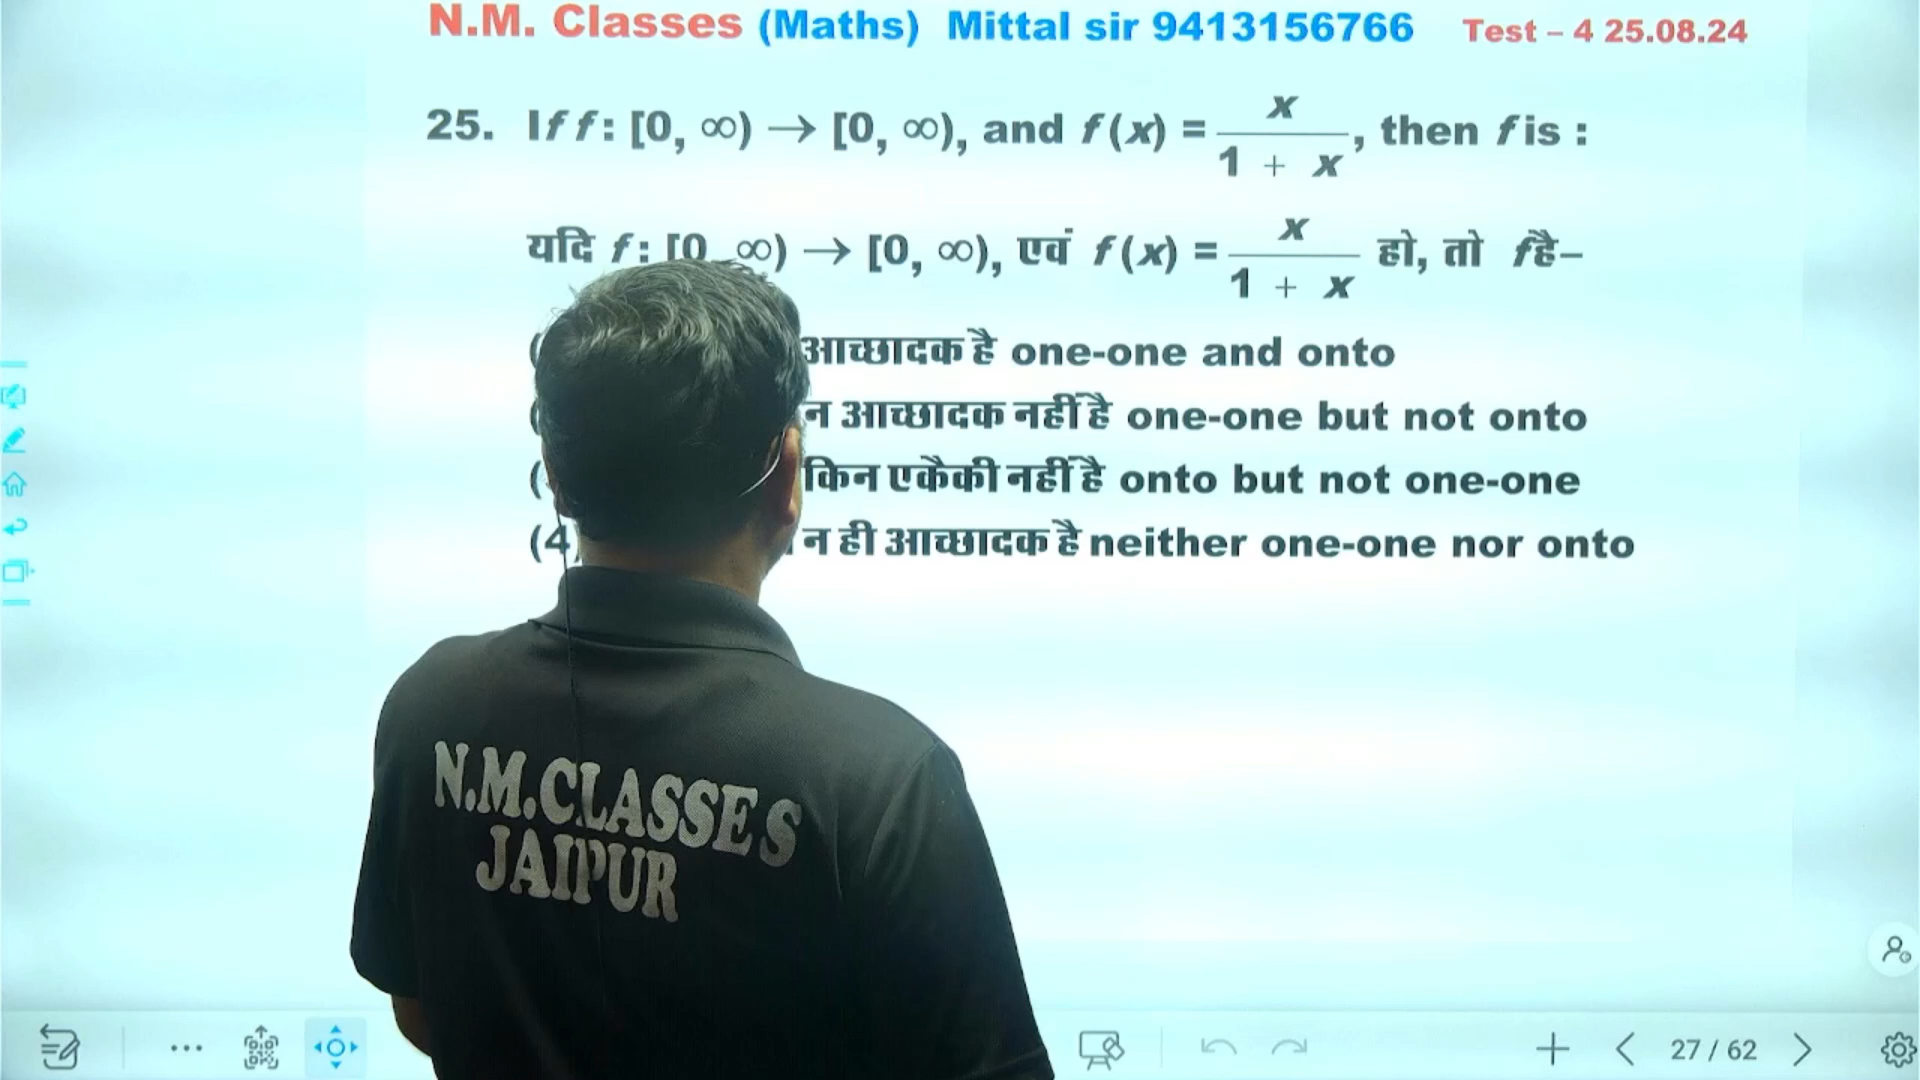 N.M. Classes (Maths) Mittal sir 9413156766 Test – 4 25.08.24
25. If f : [0, ∞) → [0, ∞), and f (x) = x / 1 + x , then f is :
यदि f : [0, ∞) → [0, ∞), एवं f (x) = x / 1 + x हो, तो f है–
आच्छादक है one-one and onto
आच्छादक नहीं है one-one but not onto
एकैकी नहीं है onto but not one-one
(4) न ही आच्छादक है neither one-one nor onto
N.M.CLASSES
JAIPUR
27 / 62